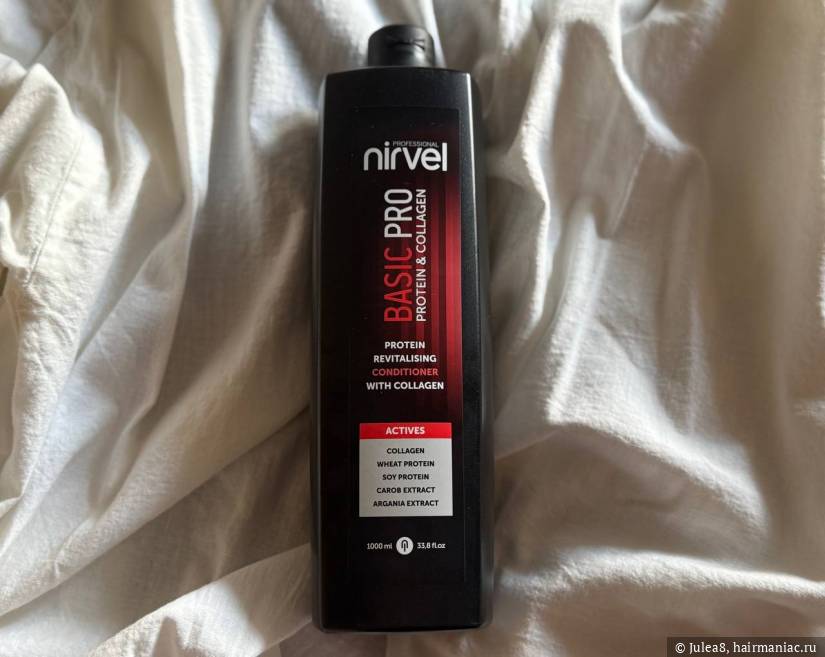 PROFESSIONAL
nirvel
BASIC PRO
PROTEIN & COLLAGEN
PROTEIN
REVITALISING
CONDITIONER
WITH COLLAGEN
ACTIVES
COLLAGEN
WHEAT PROTEIN
SOY PROTEIN
CAROB EXTRACT
ARGANIA EXTRACT
1000 ml 33,8 fl.oz
© Julea8, hairmaniac.ru